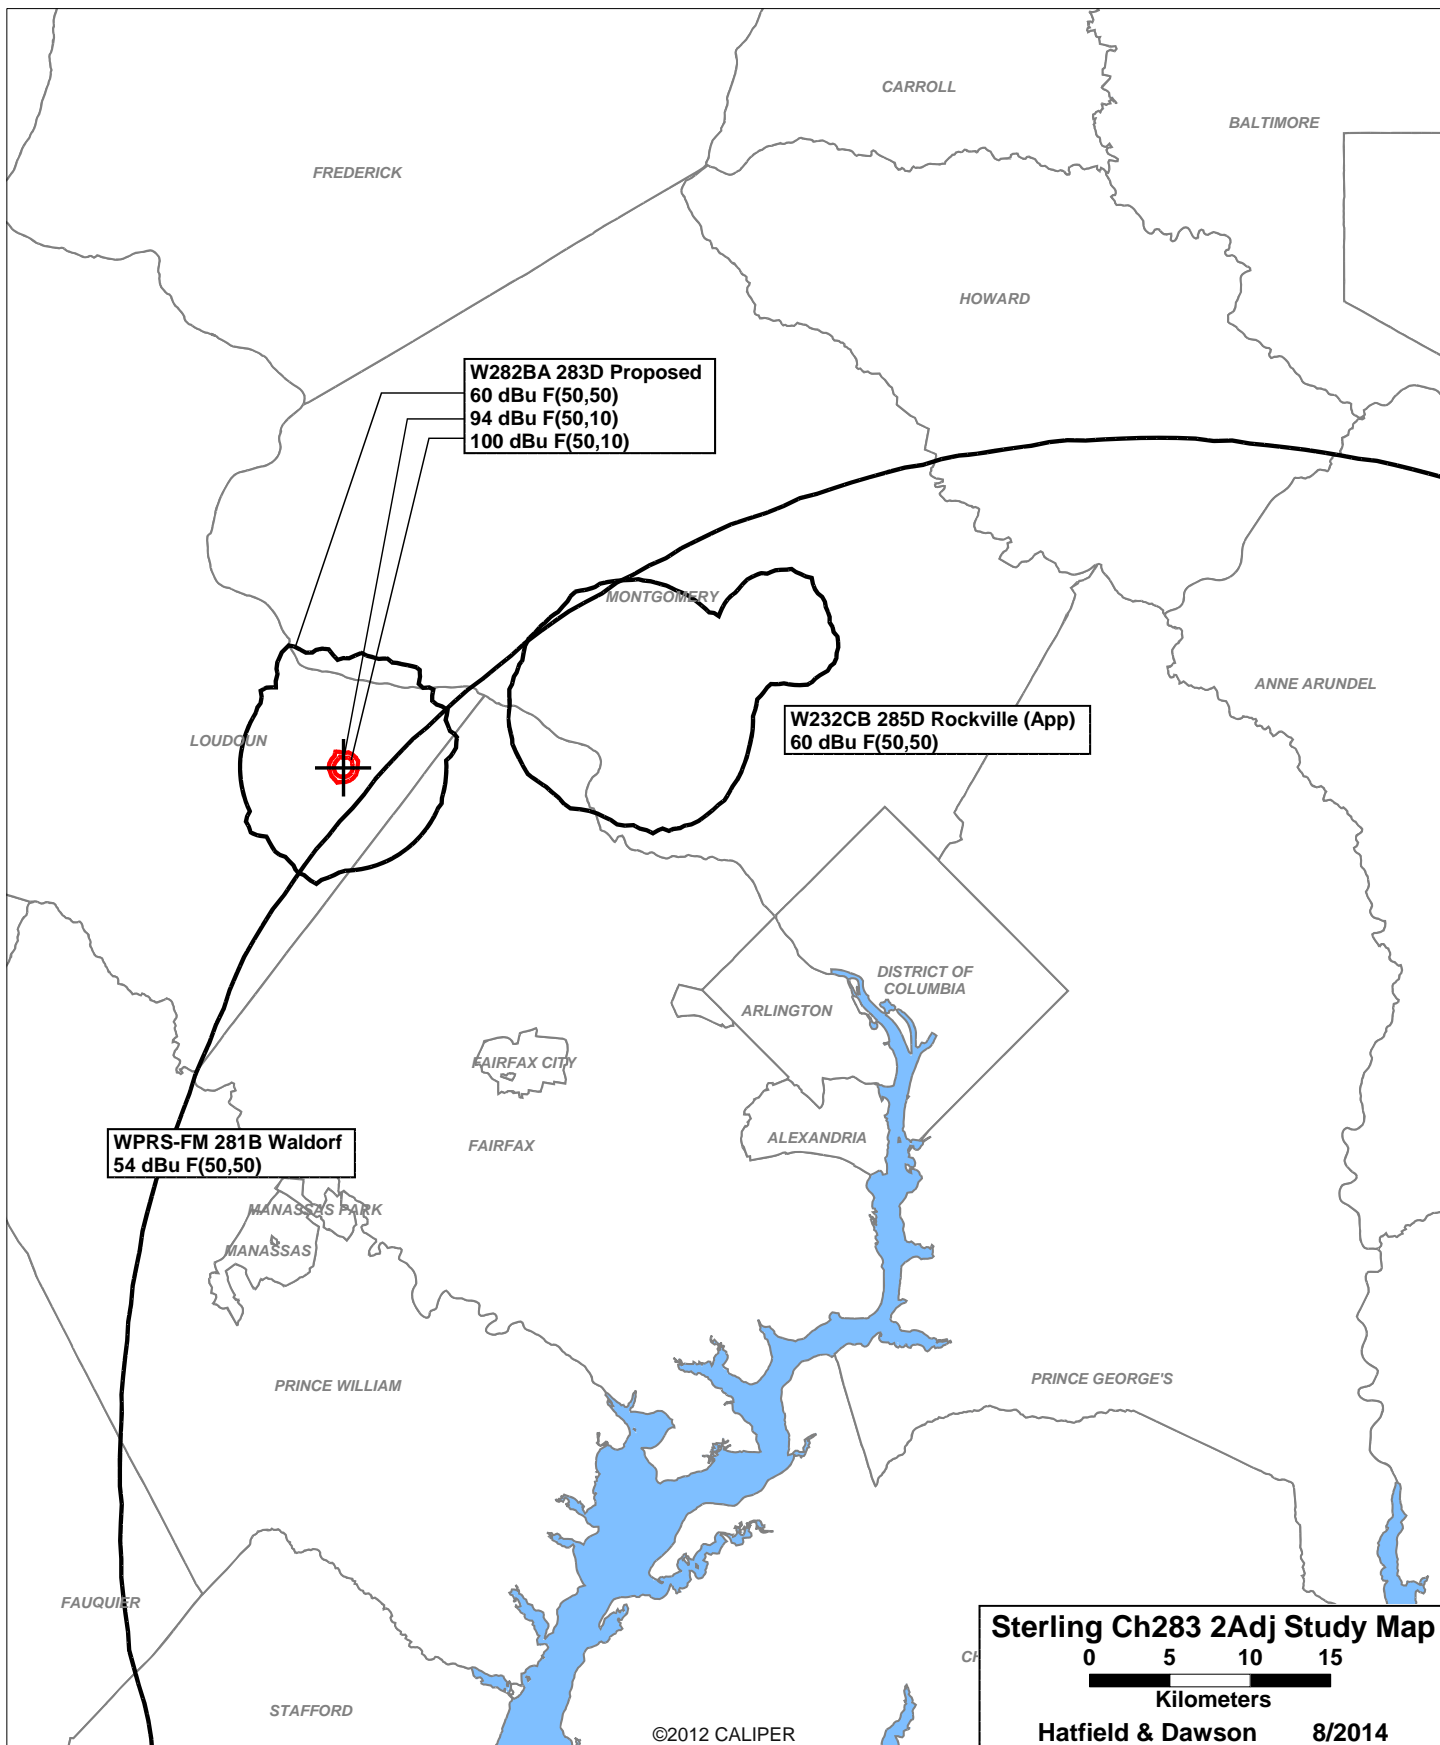 CARROLL
BALTIMORE
FREDERICK
HOWARD
W282BA 283D Proposed
60 dBu F(50,50)
94 dBu F(50,10)
100 dBu F(50,10)
MONTGOMERY
ANNE ARUNDEL
W232CB 285D Rockville (App)
60 dBu F(50,50)
LOUDOUN
DISTRICT OF
COLUMBIA
ARLINGTON
FAIRFAX CITY
WPRS-FM 281B Waldorf
54 dBu F(50,50)
FAIRFAX
ALEXANDRIA
MANASSAS PARK
MANASSAS
PRINCE WILLIAM
PRINCE GEORGE'S
FAUQUIER
STAFFORD
CH
Sterling Ch283 2Adj Study Map
0 5 10 15
Kilometers
Hatfield & Dawson 8/2014
©2012 CALIPER